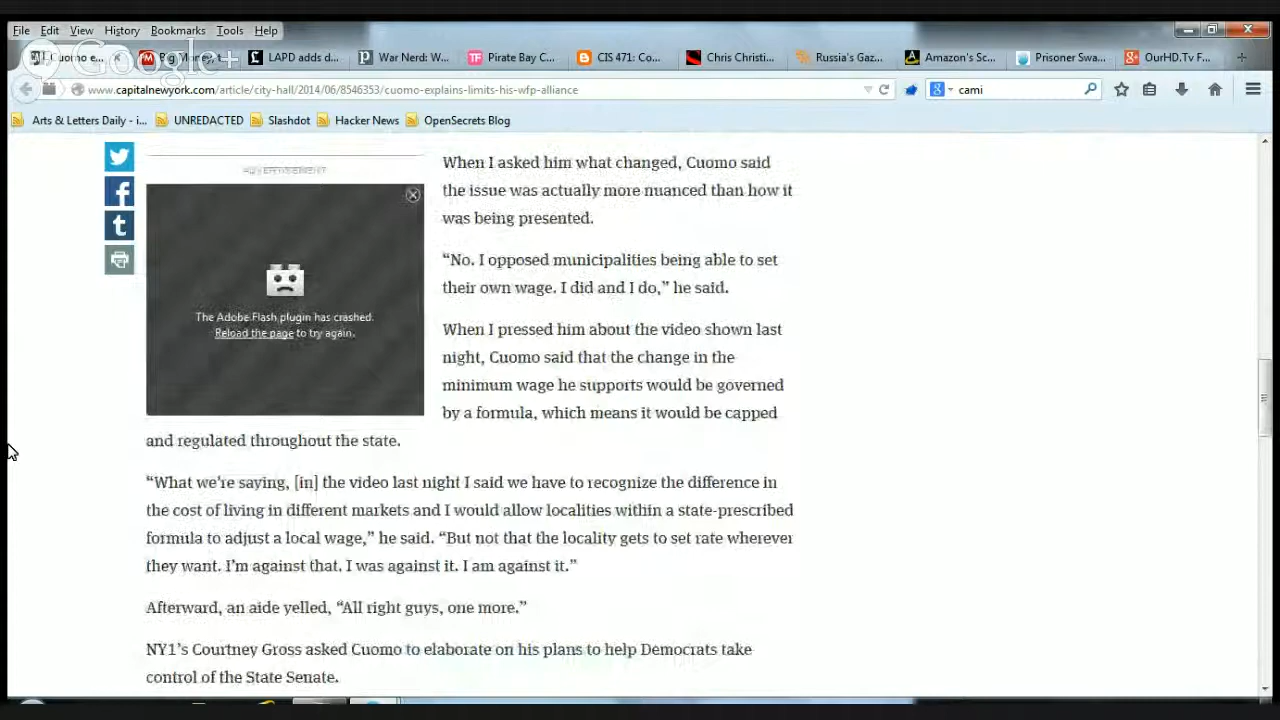 File Edit View History Bookmarks Tools Help
Google+
Cuomo e... Big Money, t LAPD adds d... War Nerd: W... Pirate Bay C... CIS 471: Co... Chris Christi... Russia's Gaz... Amazon's Sc... Prisoner Swa... OurHD.Tv F...
www.capitalnewyork.com/article/city-hall/2014/06/8546353/cuomo-explains-limits-his-wfp-alliance
cami
Arts & Letters Daily - i... UNREDACTED Slashdot Hacker News OpenSecrets Blog
ADVERTISEMENT
The Adobe Flash plugin has crashed.
Reload the page to try again.
When I asked him what changed, Cuomo said
the issue was actually more nuanced than how it
was being presented.
“No. I opposed municipalities being able to set
their own wage. I did and I do,” he said.
When I pressed him about the video shown last
night, Cuomo said that the change in the
minimum wage he supports would be governed
by a formula, which means it would be capped
and regulated throughout the state.
“What we’re saying, [in] the video last night I said we have to recognize the difference in
the cost of living in different markets and I would allow localities within a state-prescribed
formula to adjust a local wage,” he said. “But not that the locality gets to set rate wherever
they want. I’m against that. I was against it. I am against it.”
Afterward, an aide yelled, “All right guys, one more.”
NY1’s Courtney Gross asked Cuomo to elaborate on his plans to help Democrats take
control of the State Senate.